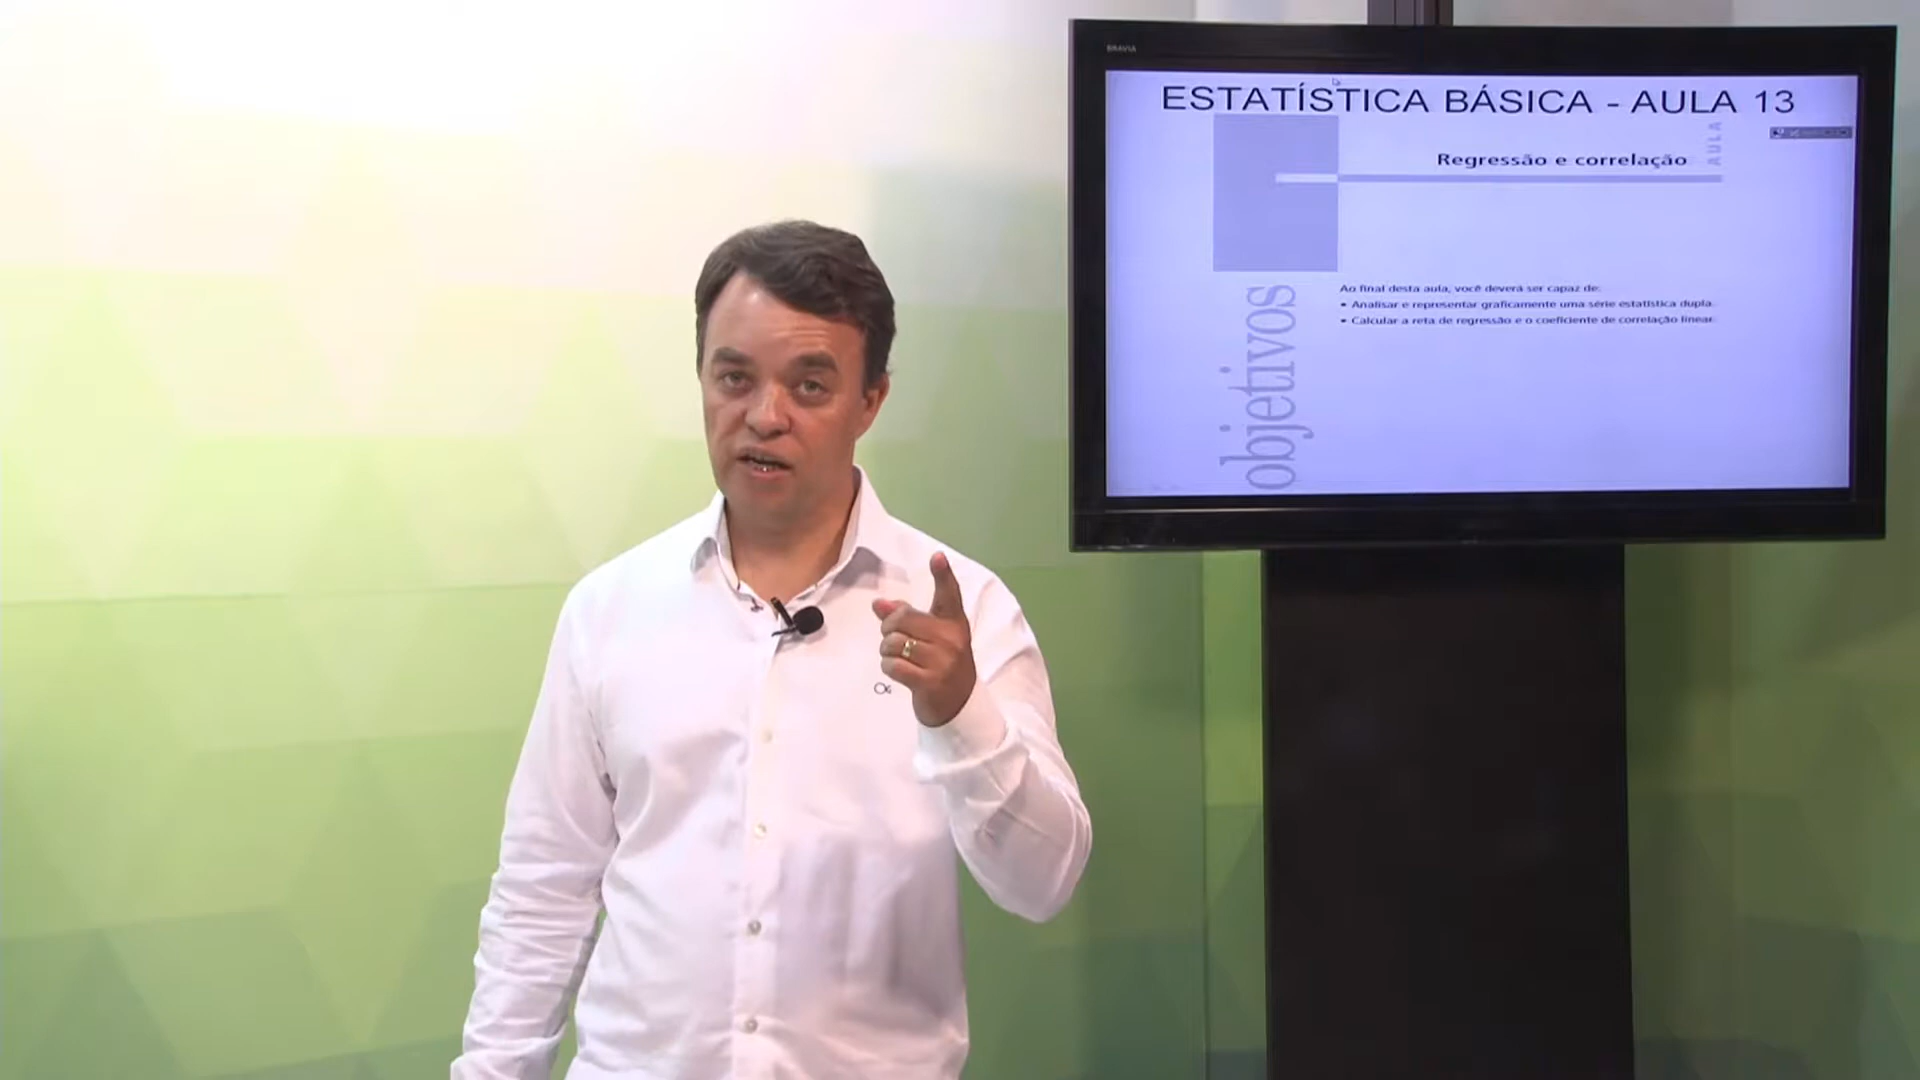 BRAVIA
ESTATÍSTICA BÁSICA - AULA 13
AULA
Regressão e correlação
objetivos
Ao final desta aula, você deverá ser capaz de:
• Analisar e representar graficamente uma série estatística dupla.
• Calcular a reta de regressão e o coeficiente de correlação linear.